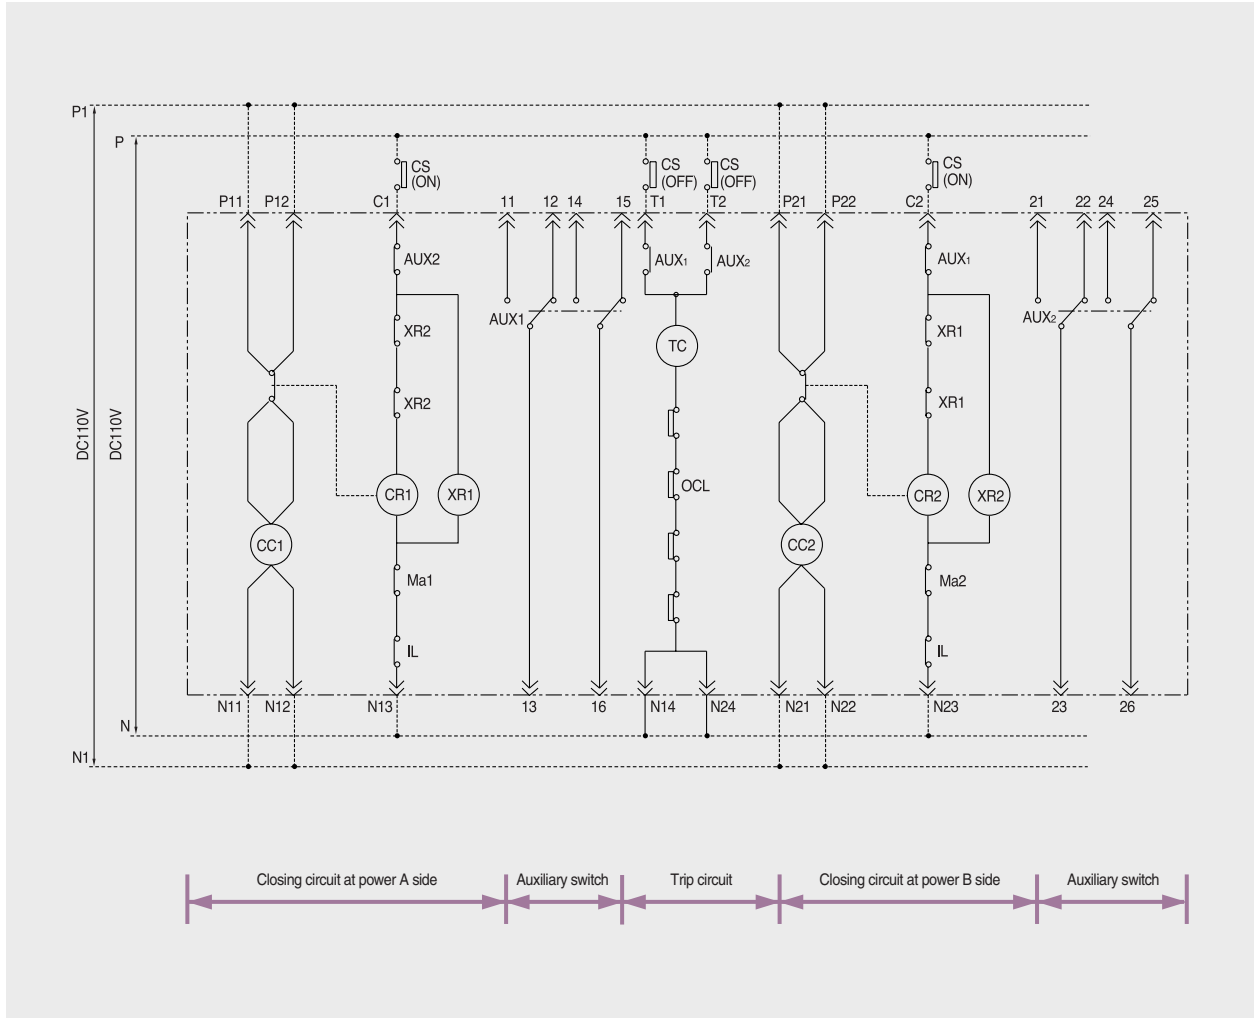 P1
P
CS
(ON)
CS
(OFF)
CS
(OFF)
CS
(ON)
P11 P12 C1 11 12 14 15 T1 T2 P21 P22 C2 21 22 24 25
AUX2 AUX1 AUX2 AUX1
XR2 AUX1 TC XR1 AUX2
XR2 XR1
DC110V DC110V
CR1 XR1 OCL CR2 XR2
CC1 CC2
Ma1 Ma2
IL IL
N11 N12 N13 13 16 N14 N24 N21 N22 N23 23 26
N
N1
Closing circuit at power A side Auxiliary switch Trip circuit Closing circuit at power B side Auxiliary switch